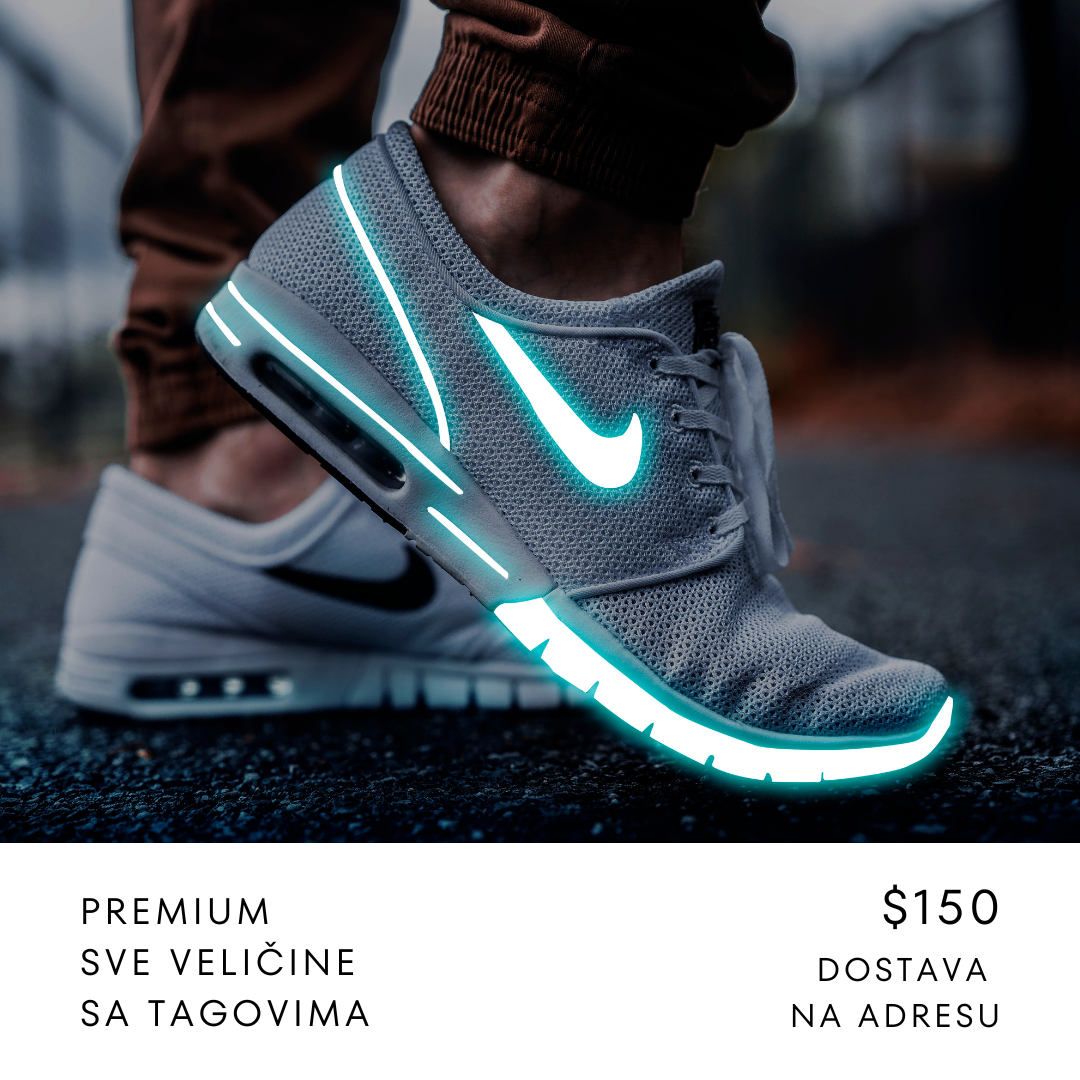 PREMIUM
SVE VELIČINE
SA TAGOVIMA
$150
DOSTAVA
NA ADRESU